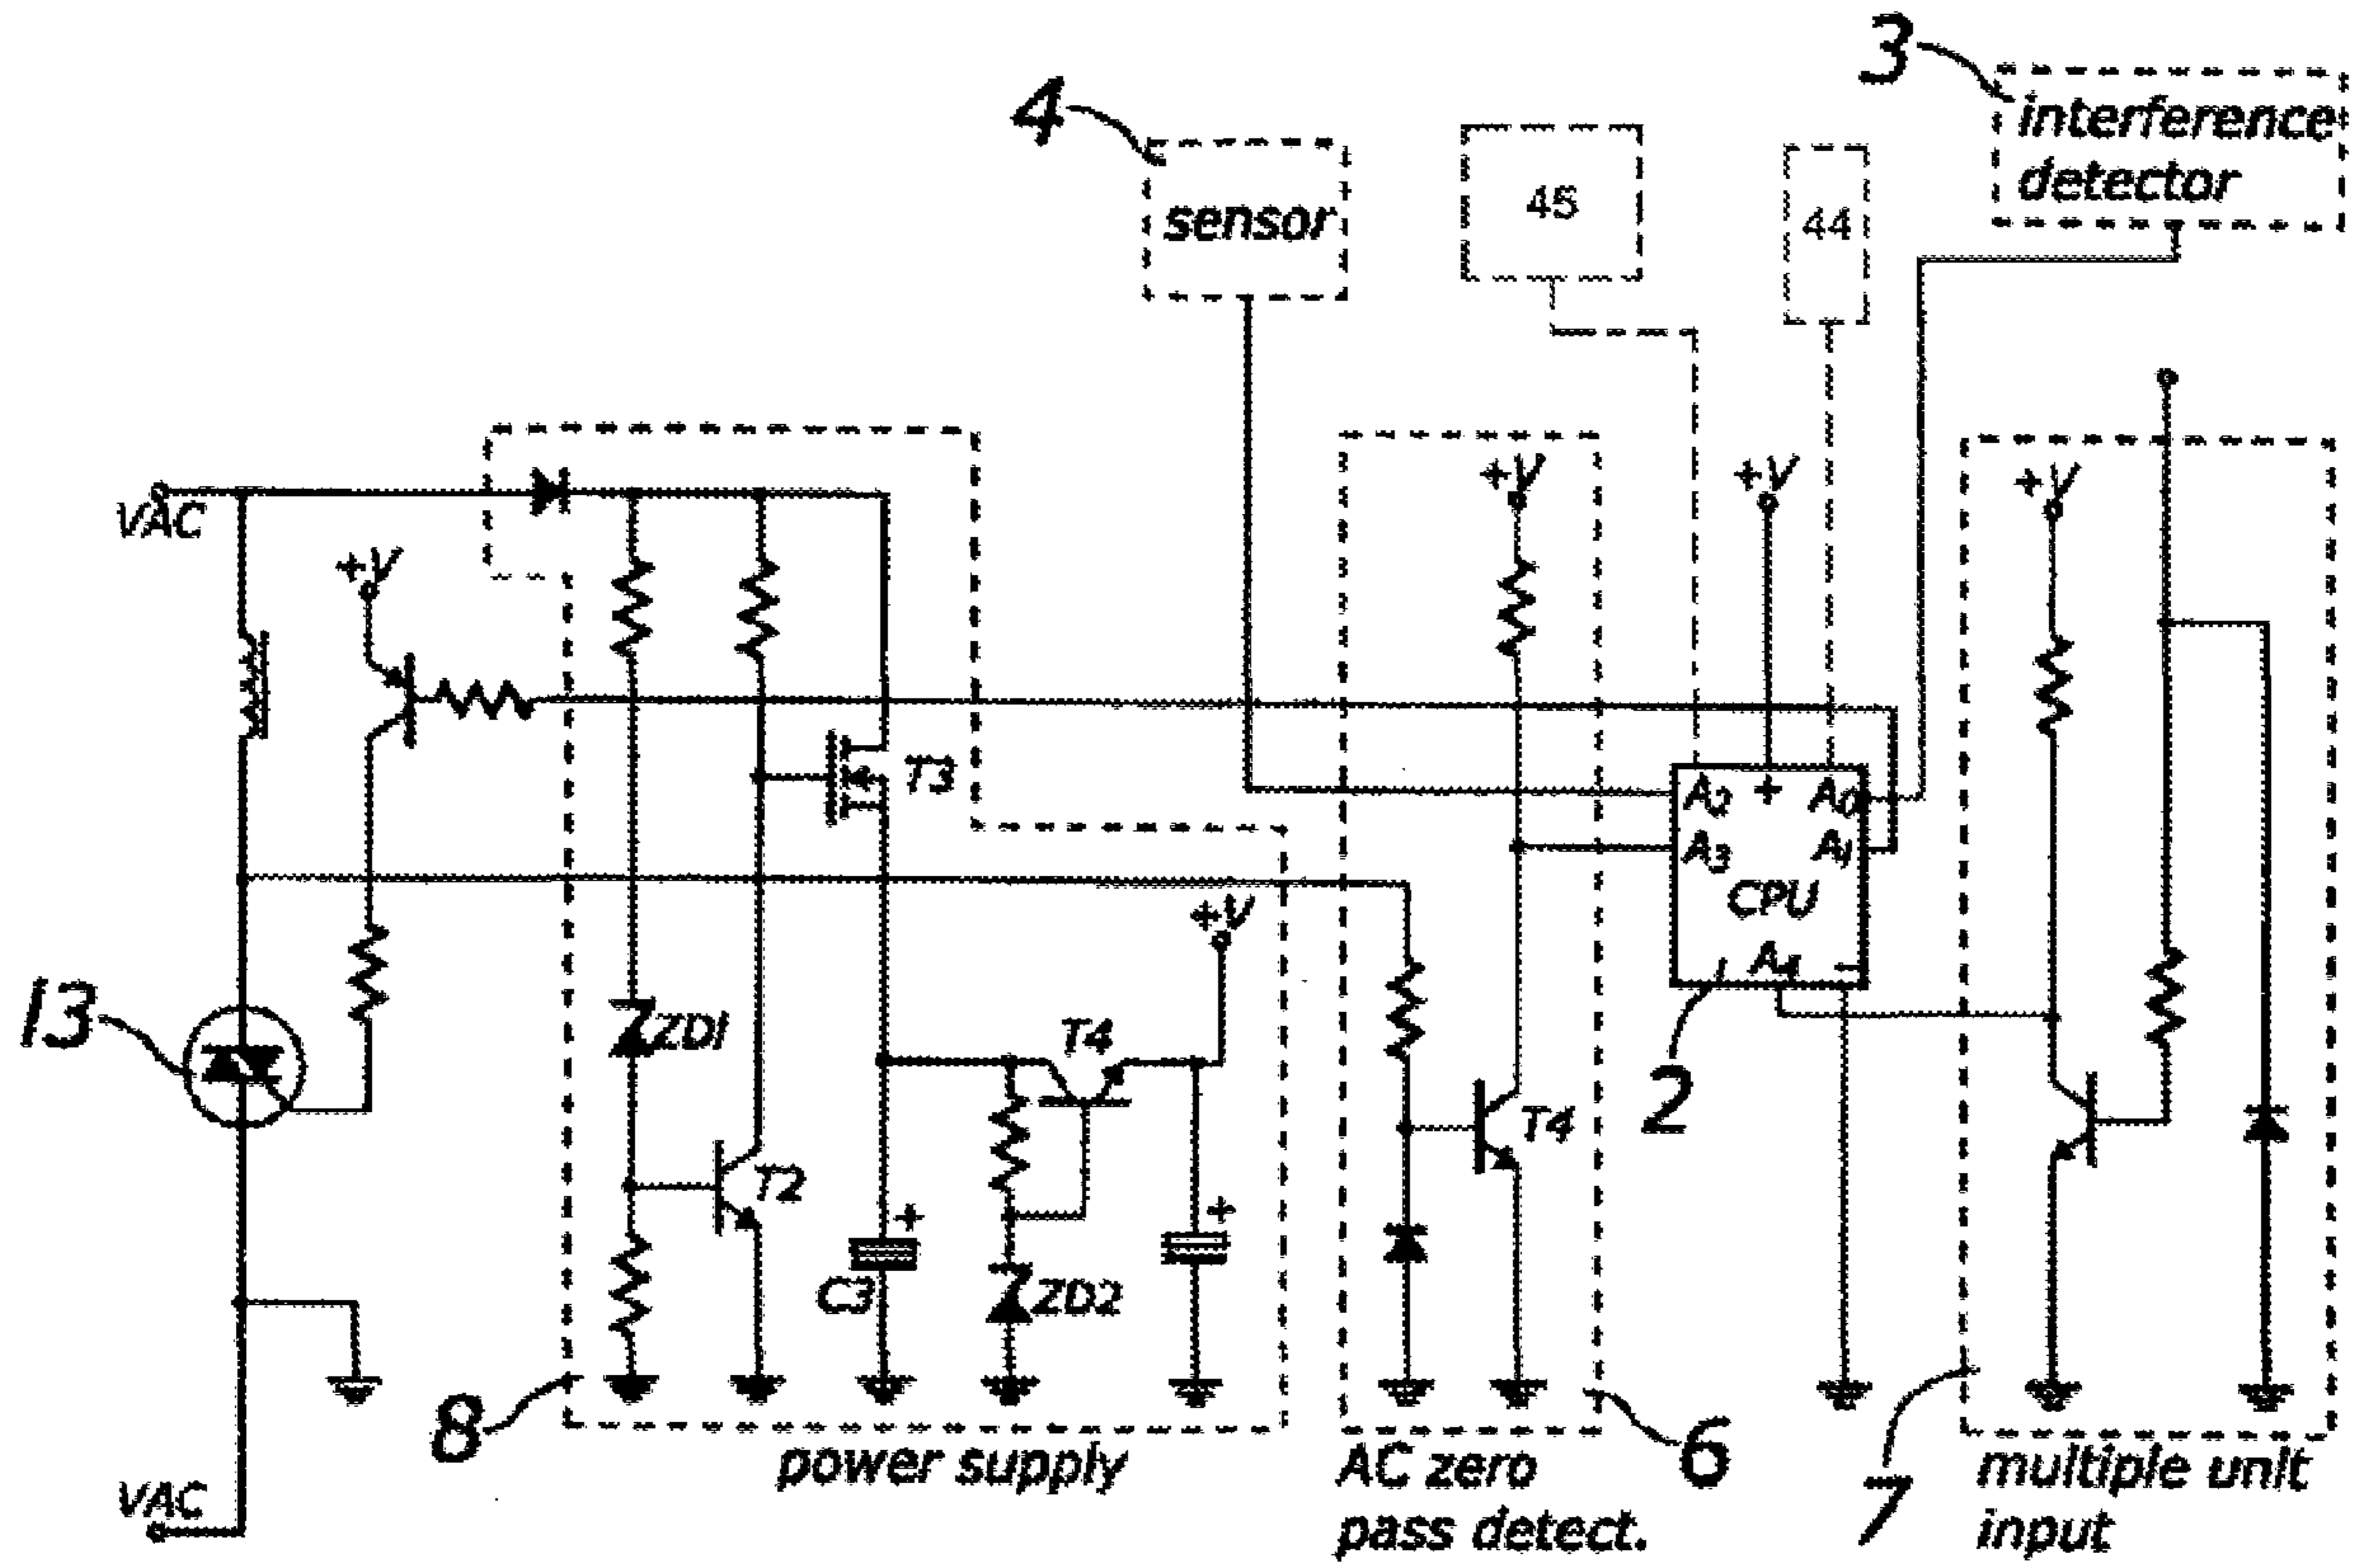 3
interference
detector
4
sensor
45
44
VAC
+V
+V
+V
+V
T3
A2 + A0
A3 A1
CPU
A4 –
+V
13
ZD1
T4
2
T4
T2
+
+
C3
ZD2
8
6
7
power supply
AC zero
pass detect.
multiple unit
input
VAC